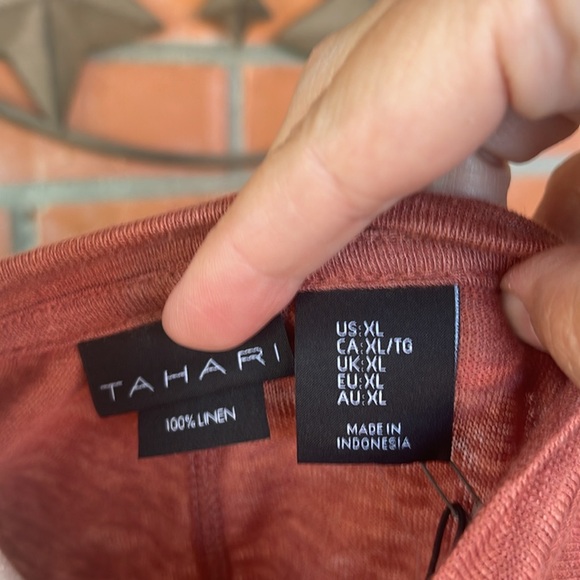 TAHARI
100% LINEN
US:XL
CA:XL/TG
UK:XL
EU:XL
AU:XL
MADE IN
INDONESIA